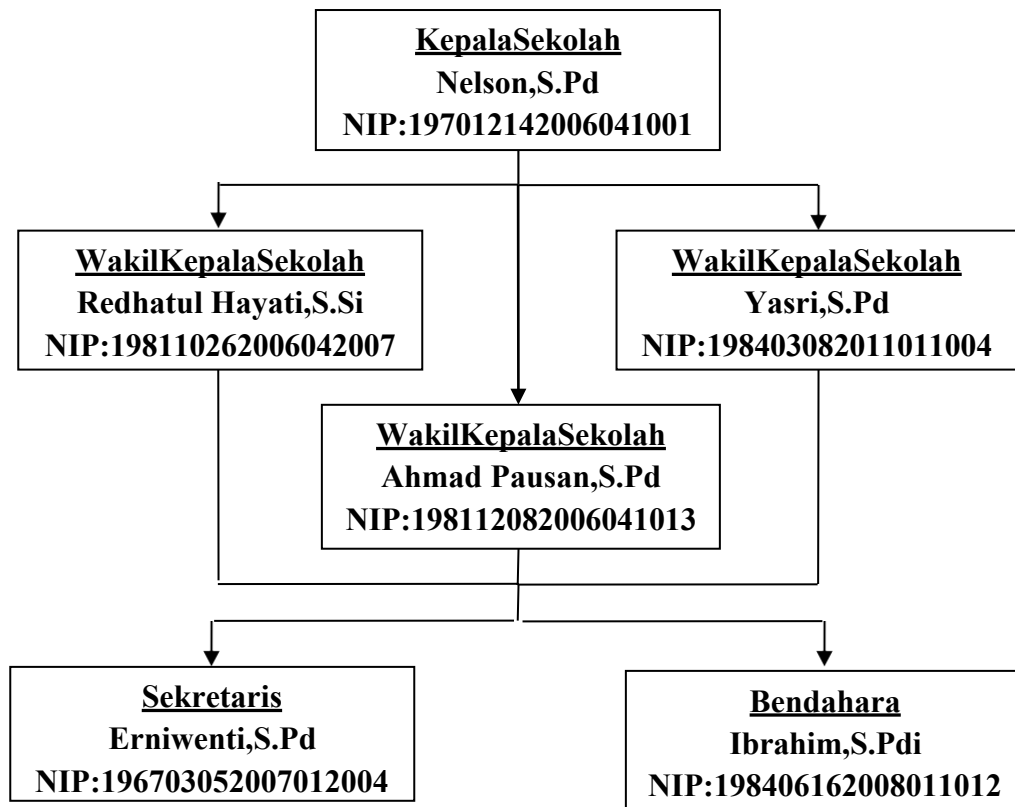 KepalaSekolah
Nelson,S.Pd
NIP:197012142006041001
WakilKepalaSekolah
Redhatul Hayati,S.Si
NIP:198110262006042007
WakilKepalaSekolah
Yasri,S.Pd
NIP:198403082011011004
WakilKepalaSekolah
Ahmad Pausan,S.Pd
NIP:198112082006041013
Sekretaris
Erniwenti,S.Pd
NIP:196703052007012004
Bendahara
Ibrahim,S.Pdi
NIP:198406162008011012